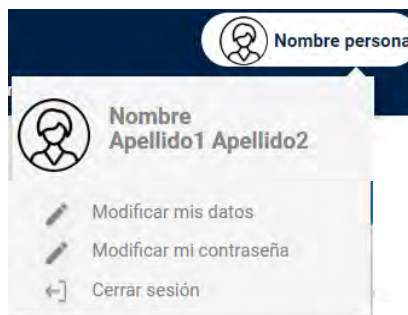 Nombre persona
Nombre
Apellido1 Apellido2
Modificar mis datos
Modificar mi contraseña
Cerrar sesión